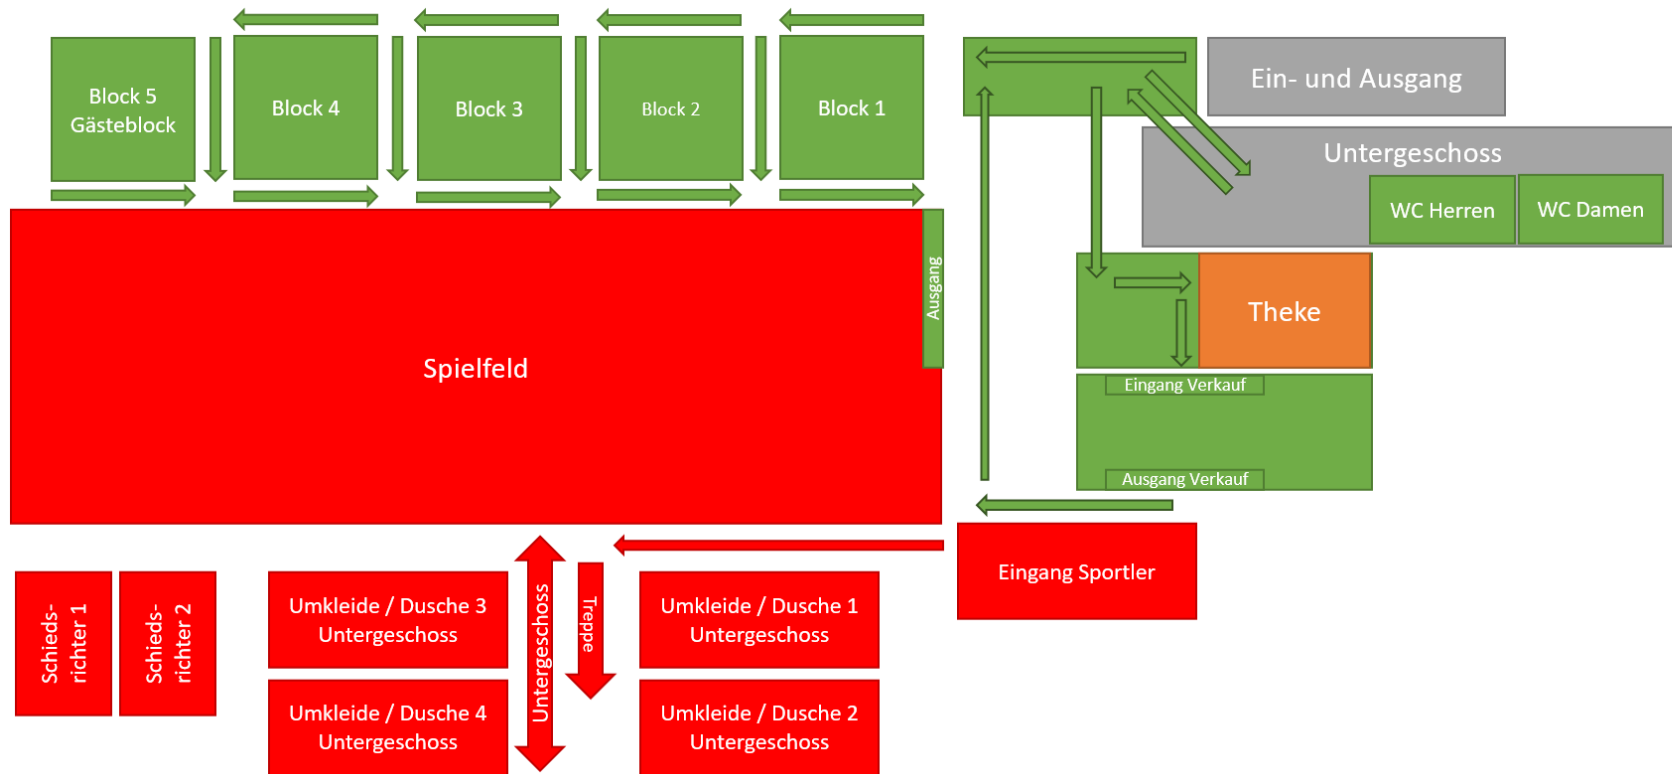 Block 5
Gästeblock
Block 4
Block 3
Block 2
Block 1
Ein- und Ausgang
Untergeschoss
WC Herren
WC Damen
Ausgang
Theke
Spielfeld
Eingang Verkauf
Ausgang Verkauf
Eingang Sportler
Schieds-
richter 1
Schieds-
richter 2
Umkleide / Dusche 3
Untergeschoss
Untergeschoss
Treppe
Umkleide / Dusche 1
Untergeschoss
Umkleide / Dusche 4
Untergeschoss
Umkleide / Dusche 2
Untergeschoss